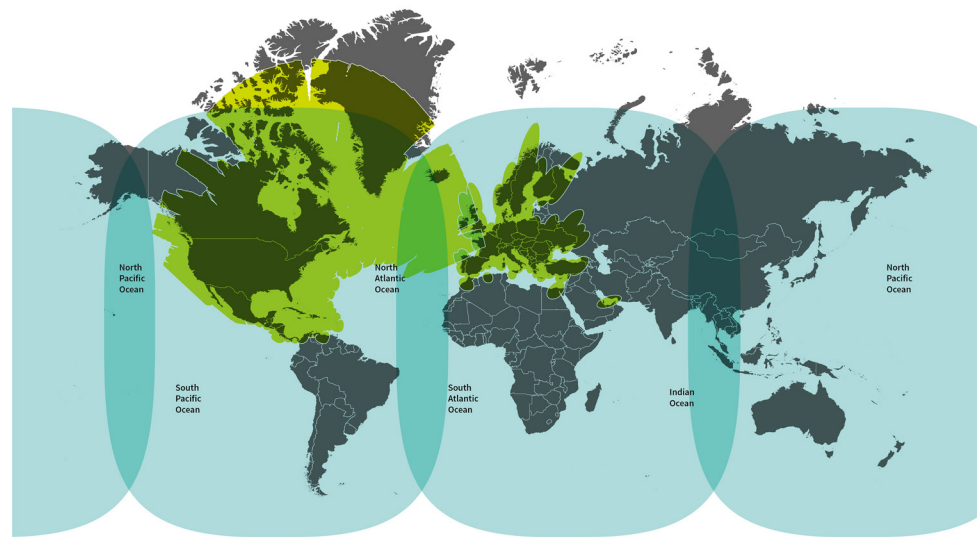 North
Pacific
Ocean
North
Atlantic
Ocean
North
Pacific
Ocean
South
Pacific
Ocean
South
Atlantic
Ocean
Indian
Ocean